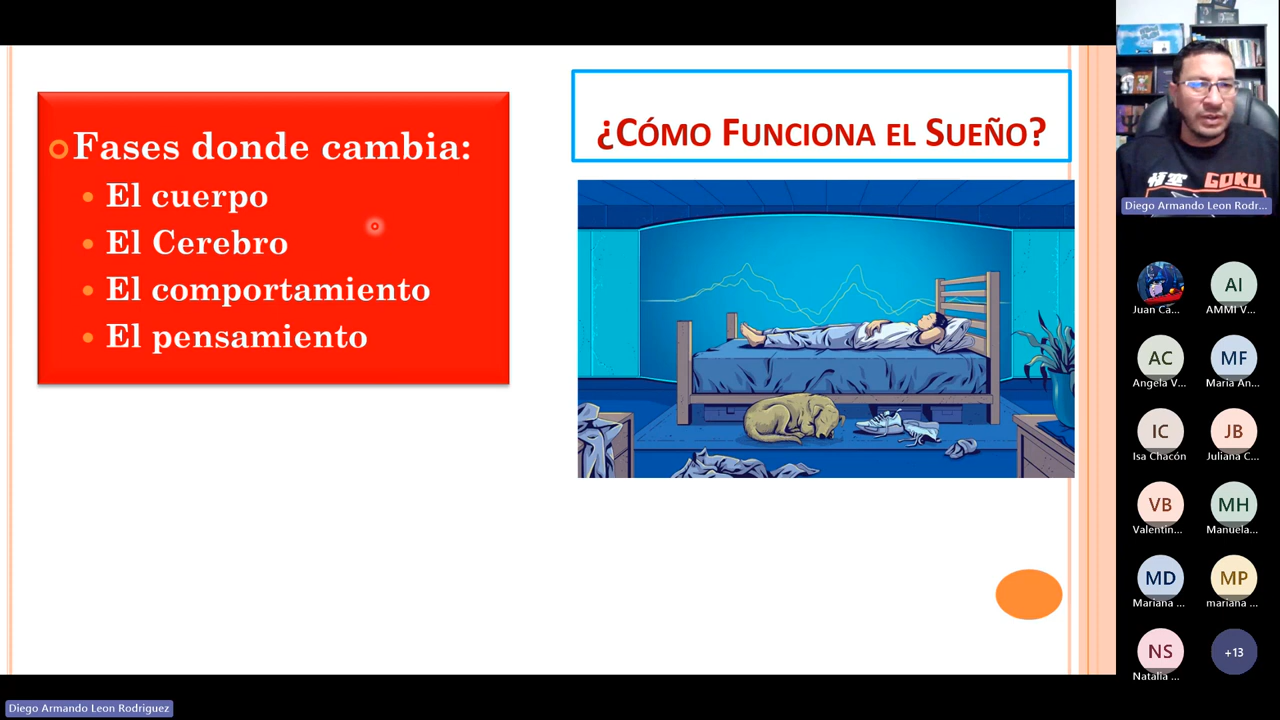 Fases donde cambia:
El cuerpo
El Cerebro
El comportamiento
El pensamiento
¿CÓMO FUNCIONA EL SUEÑO?
GOKU
Diego Armando Leon Rodr...
Juan Ca...
AI
AMMI V...
AC
Angela V...
MF
Maria An...
IC
Isa Chacón
JB
Juliana C...
VB
Valentin...
MH
Manuela...
MD
Mariana ...
MP
mariana ...
NS
Natalia ...
+13
Diego Armando Leon Rodriguez